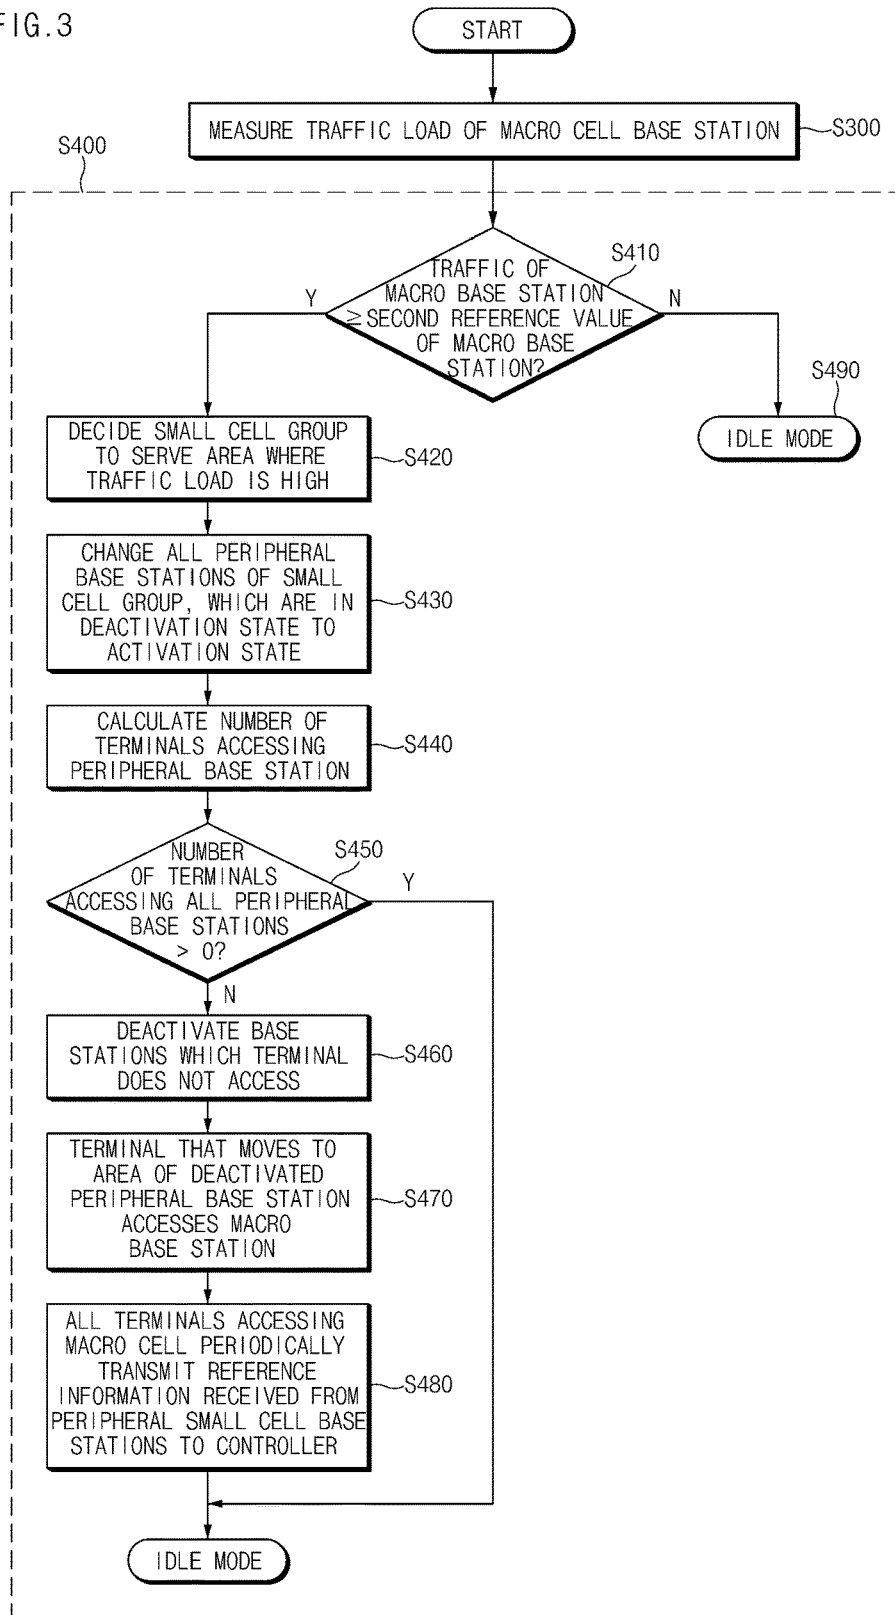 FIG.3
START
MEASURE TRAFFIC LOAD OF MACRO CELL BASE STATION
S300
S400
TRAFFIC OF
MACRO BASE STATION
≧SECOND REFERENCE VALUE
OF MACRO BASE
STATION?
S410
Y
N
S490
IDLE MODE
DECIDE SMALL CELL GROUP
TO SERVE AREA WHERE
TRAFFIC LOAD IS HIGH
S420
CHANGE ALL PERIPHERAL
BASE STATIONS OF SMALL
CELL GROUP, WHICH ARE IN
DEACTIVATION STATE TO
ACTIVATION STATE
S430
CALCULATE NUMBER OF
TERMINALS ACCESSING
PERIPHERAL BASE STATION
S440
NUMBER
OF TERMINALS
ACCESSING ALL PERIPHERAL
BASE STATIONS
> 0?
S450
Y
N
DEACTIVATE BASE
STATIONS WHICH TERMINAL
DOES NOT ACCESS
S460
TERMINAL THAT MOVES TO
AREA OF DEACTIVATED
PERIPHERAL BASE STATION
ACCESSES MACRO
BASE STATION
S470
ALL TERMINALS ACCESSING
MACRO CELL PERIODICALLY
TRANSMIT REFERENCE
INFORMATION RECEIVED FROM
PERIPHERAL SMALL CELL BASE
STATIONS TO CONTROLLER
S480
IDLE MODE